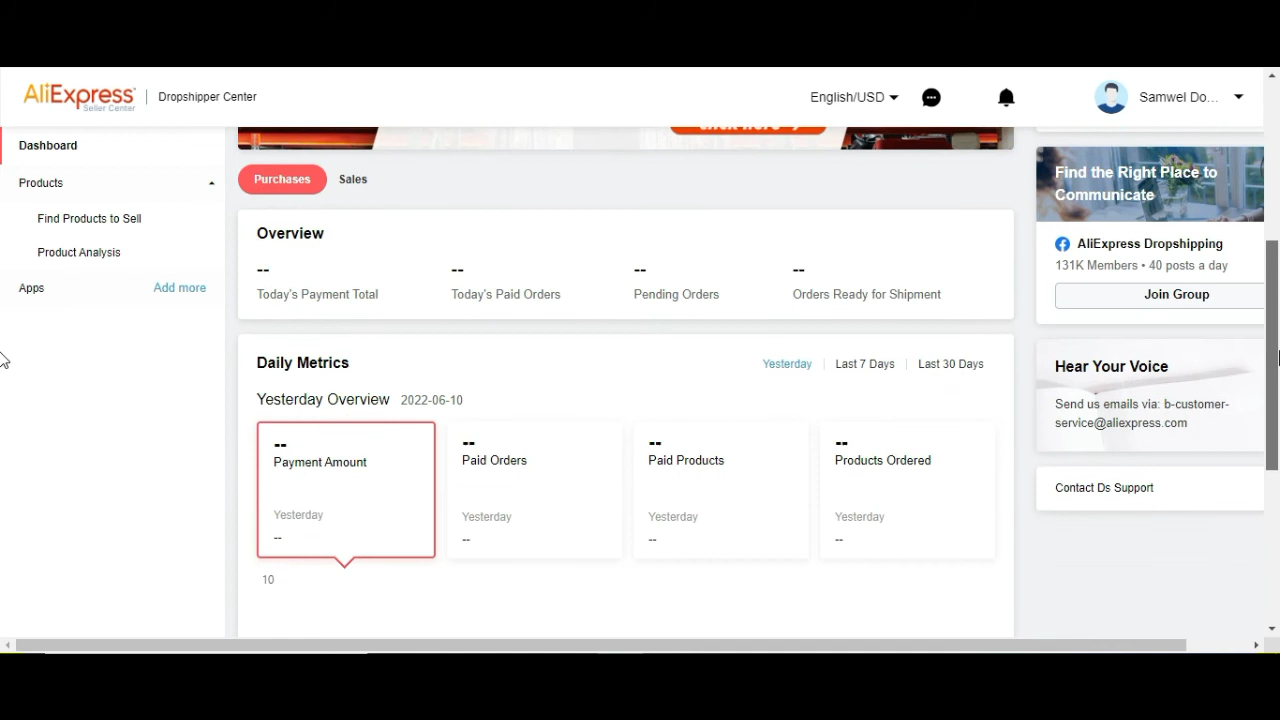 AliExpress
Seller Center
Dropshipper Center
English/USD
Samwel Do...
Dashboard
Products
Find Products to Sell
Product Analysis
Apps
Add more
Purchases
Sales
Overview
--
Today's Payment Total
--
Today's Paid Orders
--
Pending Orders
--
Orders Ready for Shipment
Daily Metrics
Yesterday
Last 7 Days
Last 30 Days
Yesterday Overview 2022-06-10
--
Payment Amount
Yesterday
--
--
Paid Orders
Yesterday
--
--
Paid Products
Yesterday
--
--
Products Ordered
Yesterday
--
10
Find the Right Place to
Communicate
AliExpress Dropshipping
131K Members • 40 posts a day
Join Group
Hear Your Voice
Send us emails via: b-customer-
service@aliexpress.com
Contact Ds Support